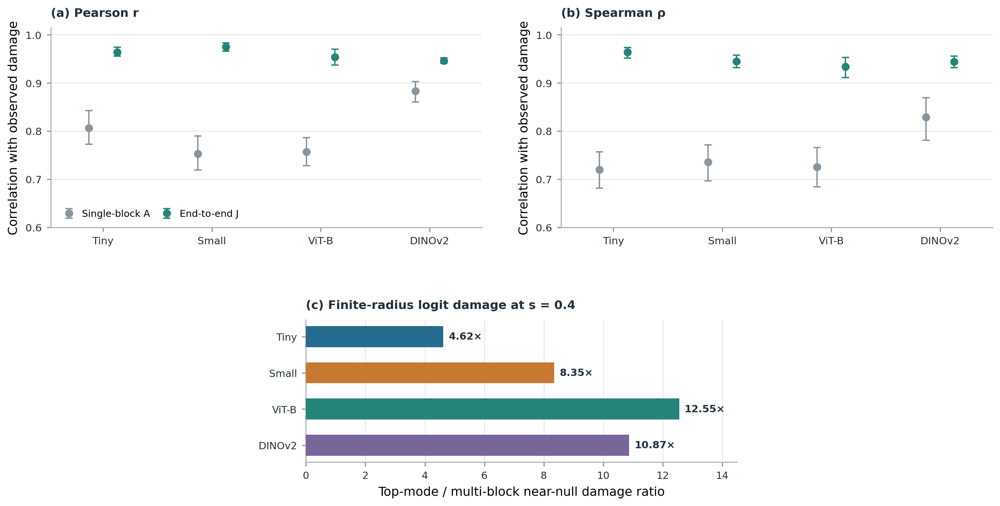 (a) Pearson r
Correlation with observed damage
1.0
0.9
0.8
0.7
0.6
Single-block A
End-to-end J
Tiny
Small
ViT-B
DINOv2
(b) Spearman ρ
Correlation with observed damage
1.0
0.9
0.8
0.7
0.6
Tiny
Small
ViT-B
DINOv2
(c) Finite-radius logit damage at s = 0.4
Tiny
4.62×
Small
8.35×
ViT-B
12.55×
DINOv2
10.87×
0 2 4 6 8 10 12 14
Top-mode / multi-block near-null damage ratio